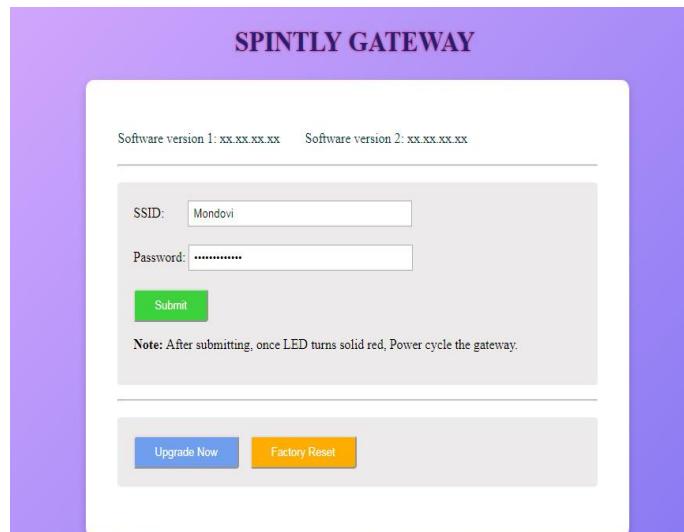 SPINTLY GATEWAY
Software version 1: xx.xx.xx.xx Software version 2: xx.xx.xx.xx
SSID: Mondovi
Password: •••••••••••••
Submit
Note: After submitting, once LED turns solid red, Power cycle the gateway.
Upgrade Now Factory Reset